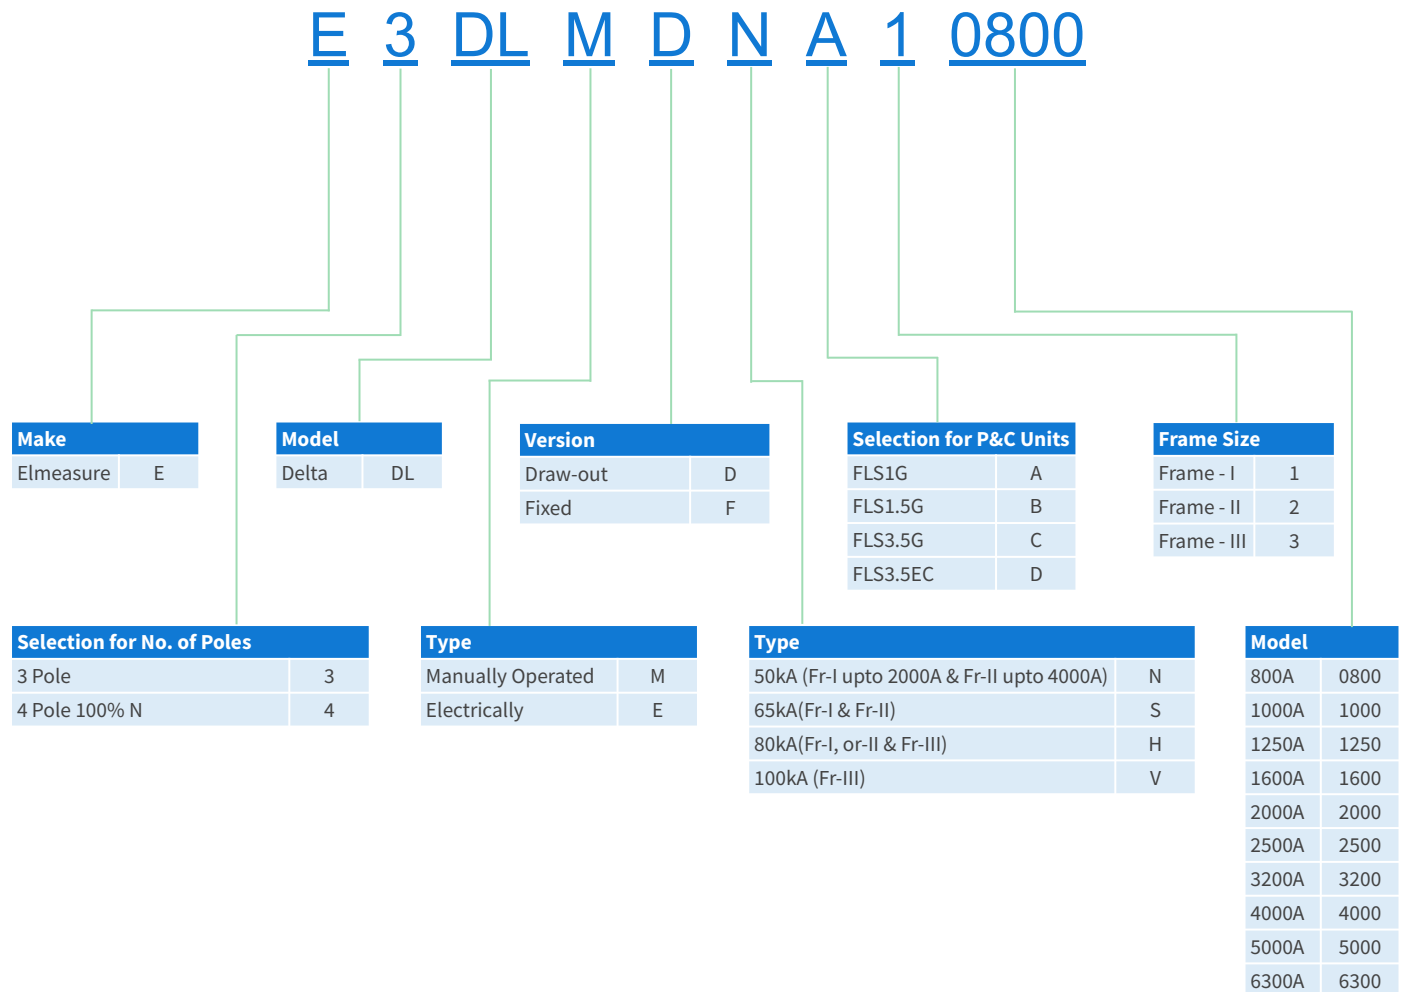 E 3 DL M D N A 1 0800
Make
Elmeasure E
Model
Delta DL
Version
Draw-out D
Fixed F
Selection for P&C Units
FLS1G A
FLS1.5G B
FLS3.5G C
FLS3.5EC D
Frame Size
Frame - I 1
Frame - II 2
Frame - III 3
Selection for No. of Poles
3 Pole 3
4 Pole 100% N 4
Type
Manually Operated M
Electrically E
Type
50kA (Fr-I upto 2000A & Fr-II upto 4000A) N
65kA(Fr-I & Fr-II) S
80kA(Fr-I, or-II & Fr-III) H
100kA (Fr-III) V
Model
800A 0800
1000A 1000
1250A 1250
1600A 1600
2000A 2000
2500A 2500
3200A 3200
4000A 4000
5000A 5000
6300A 6300